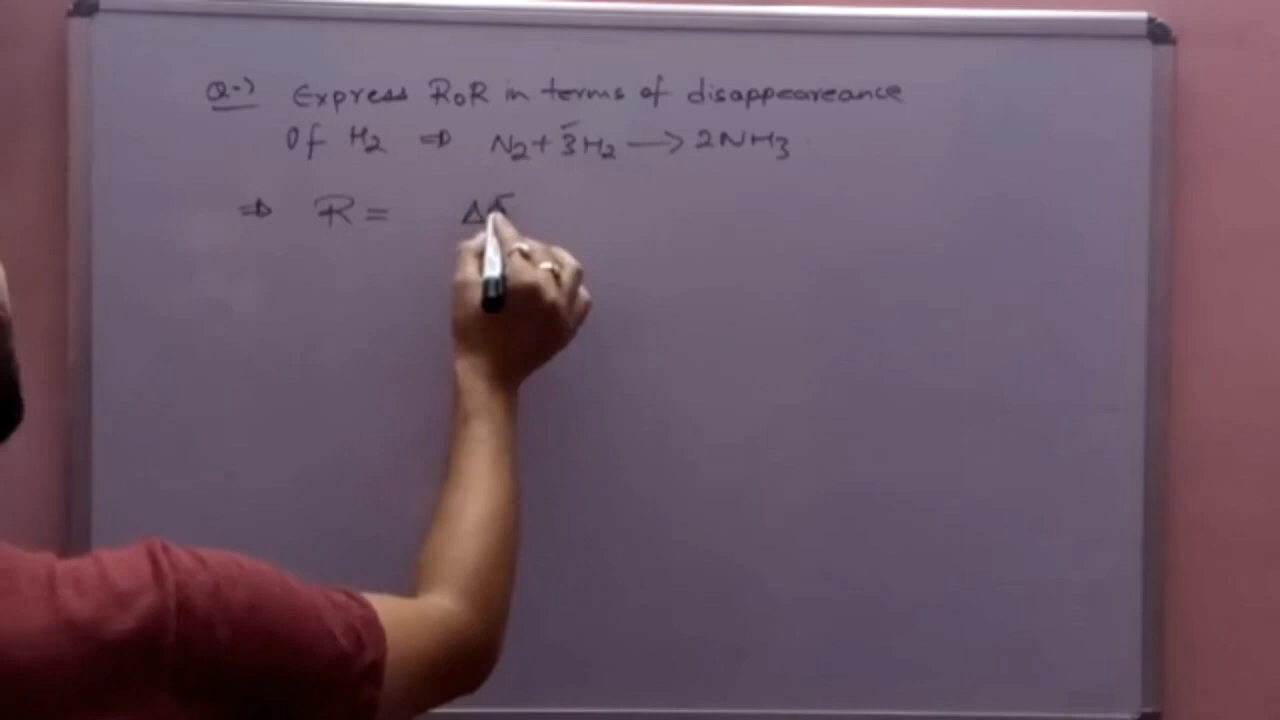 Q-> Express RoR in terms of disappeareance
Of H2 ⇒ N2 + 3H2 → 2NH3
⇒ R = Δ